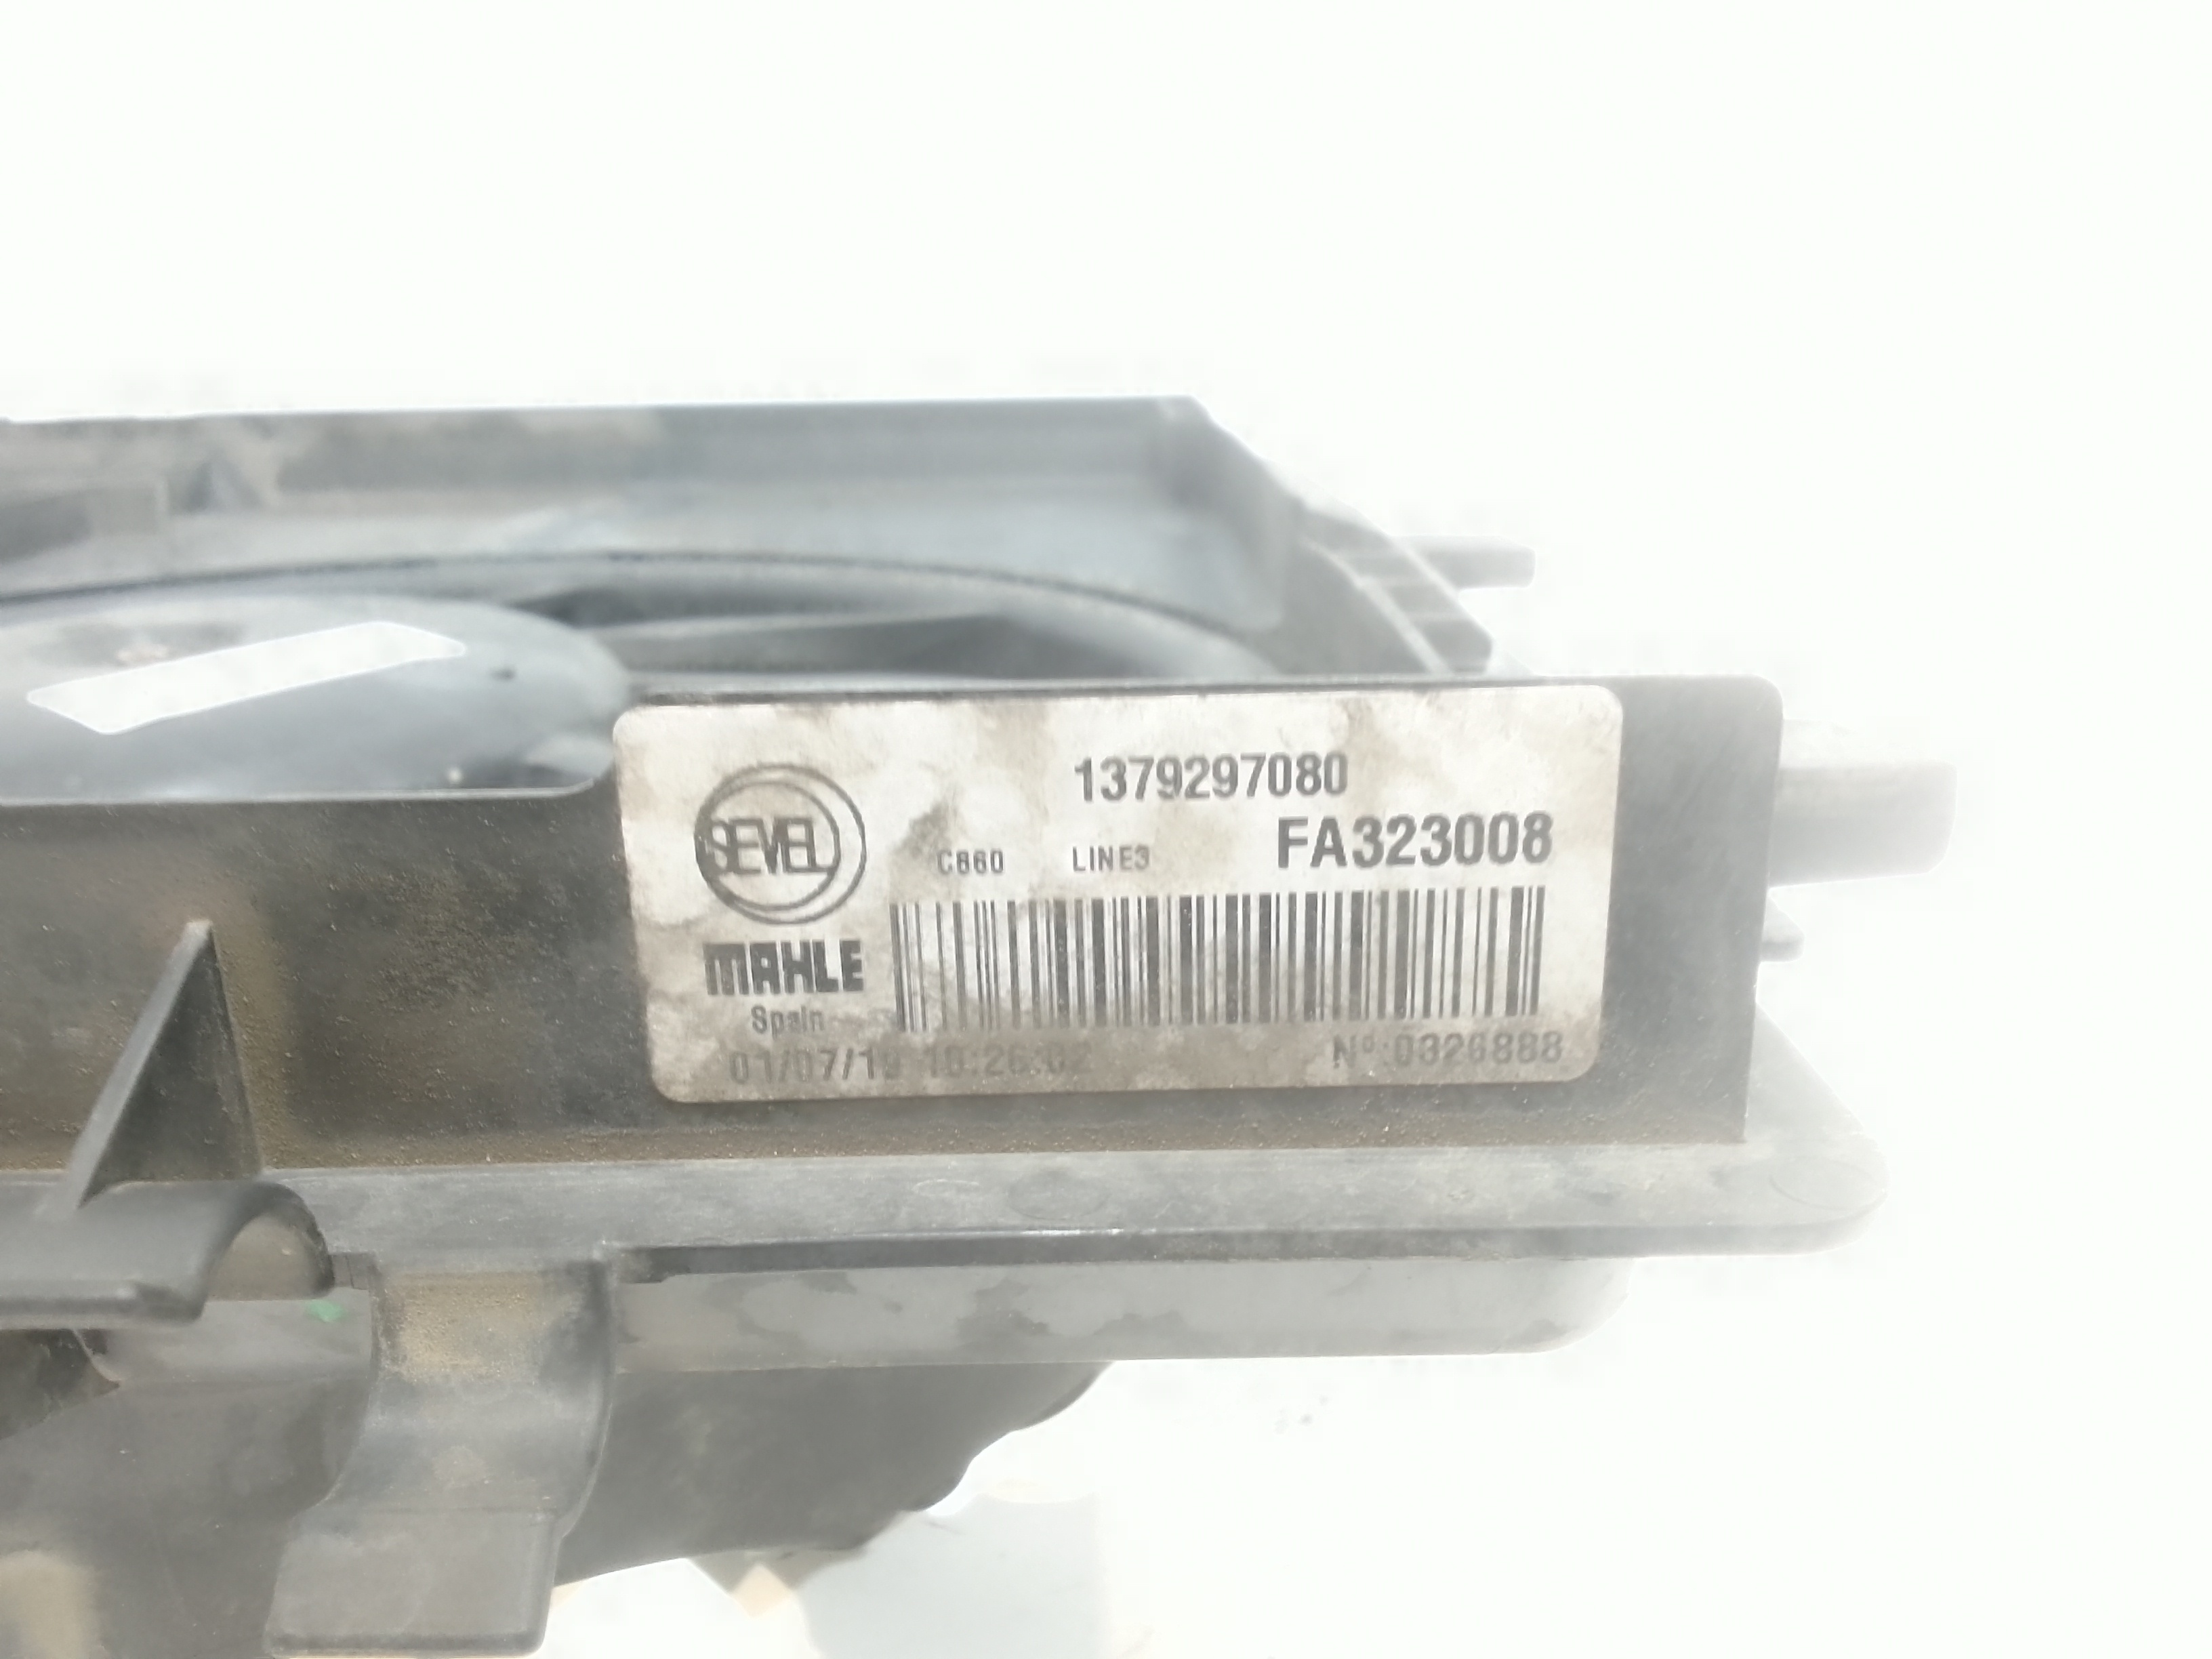 1379297080
SEVEL
C860 LINE3 FA323008
MAHLE
Spain
01/07/19 10:26:02 Nº:0326888